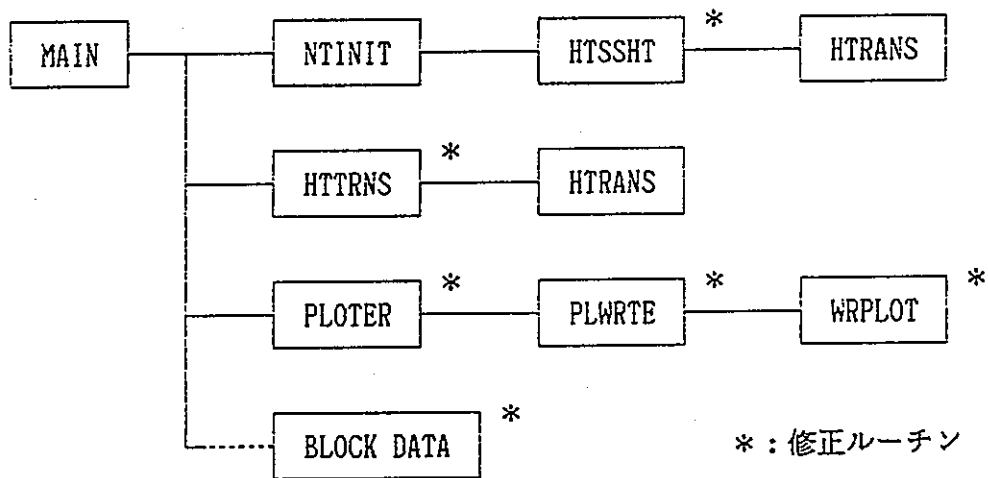 MAIN NTINIT HTSSHT * HTRANS
HTTRNS * HTRANS
PLOTER * PLWRTE * WRPLOT *
BLOCK DATA *
* : 修正ルーチン